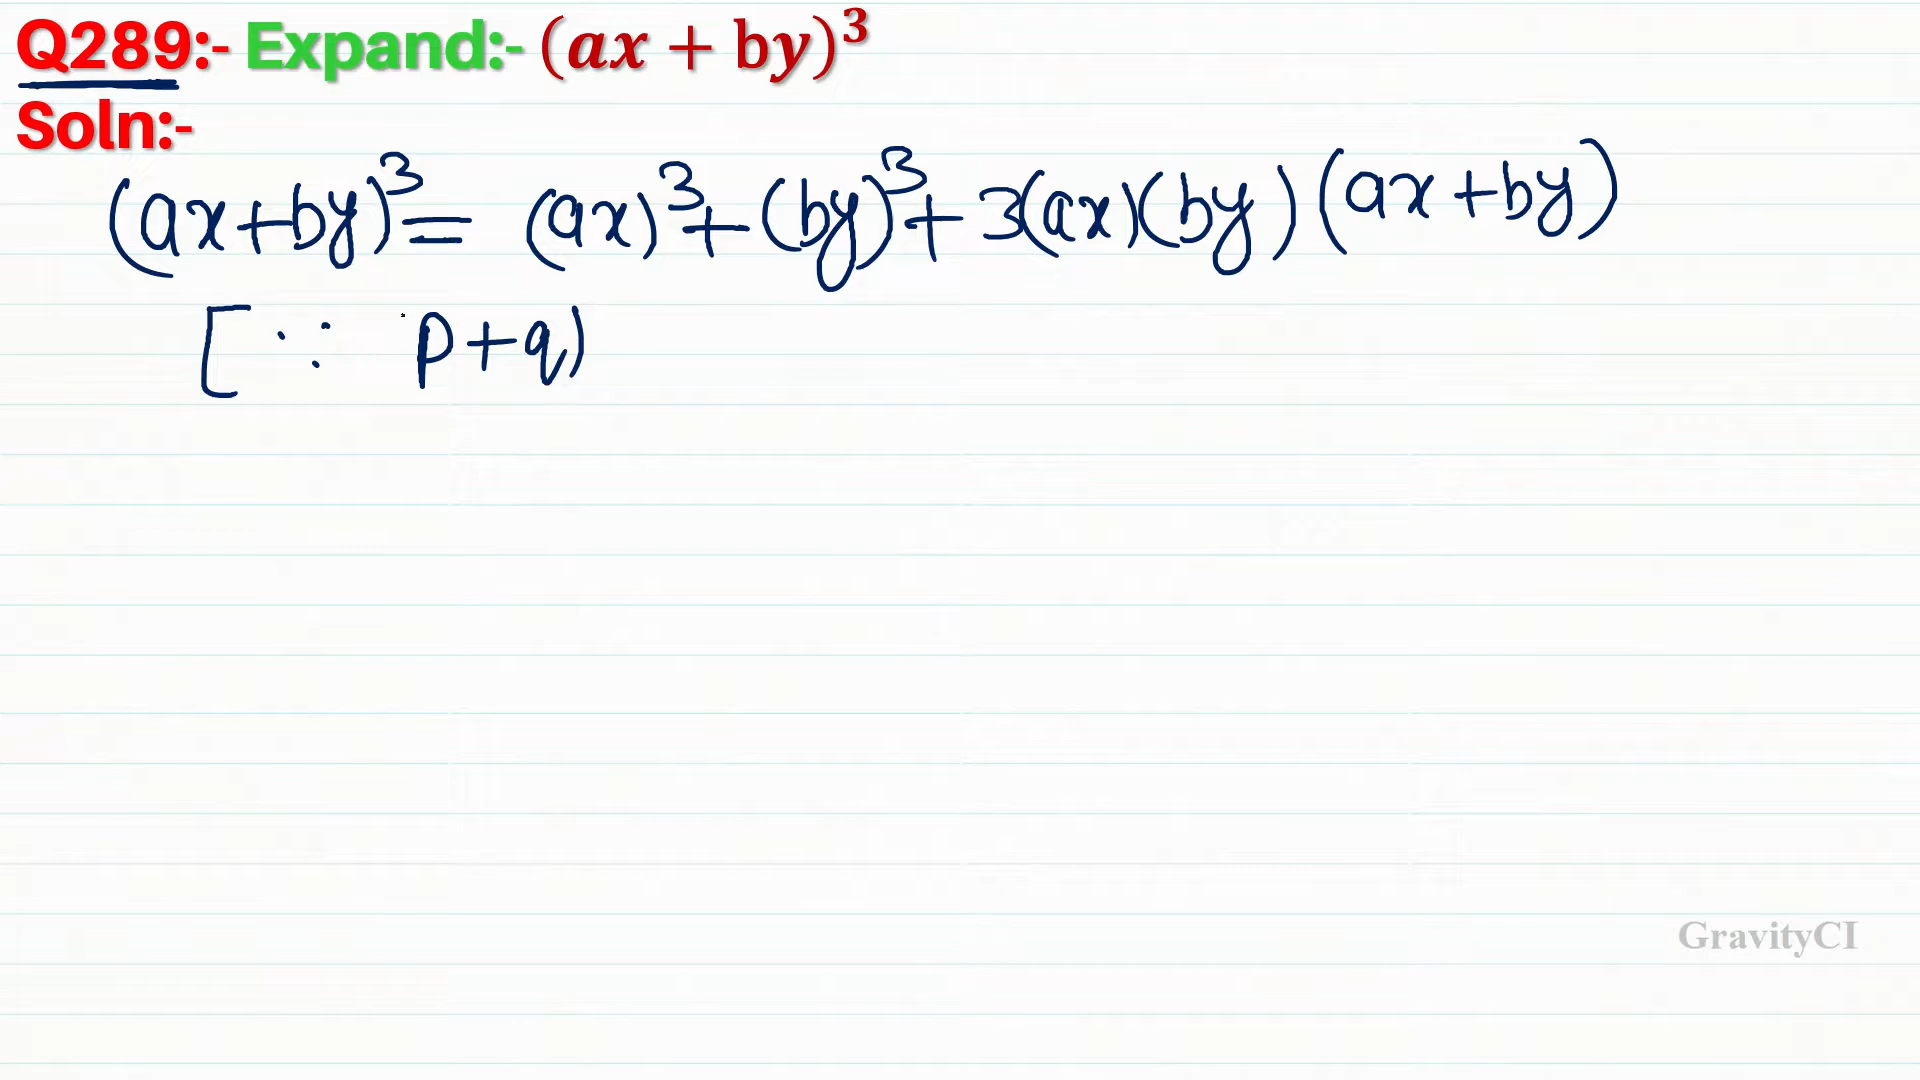 Q289:- Expand:- (ax + by)³
Soln:-
(ax+by)³= (ax)³+(by)³+3(ax)(by)(ax+by)
[∵ p+q)
GravityCI